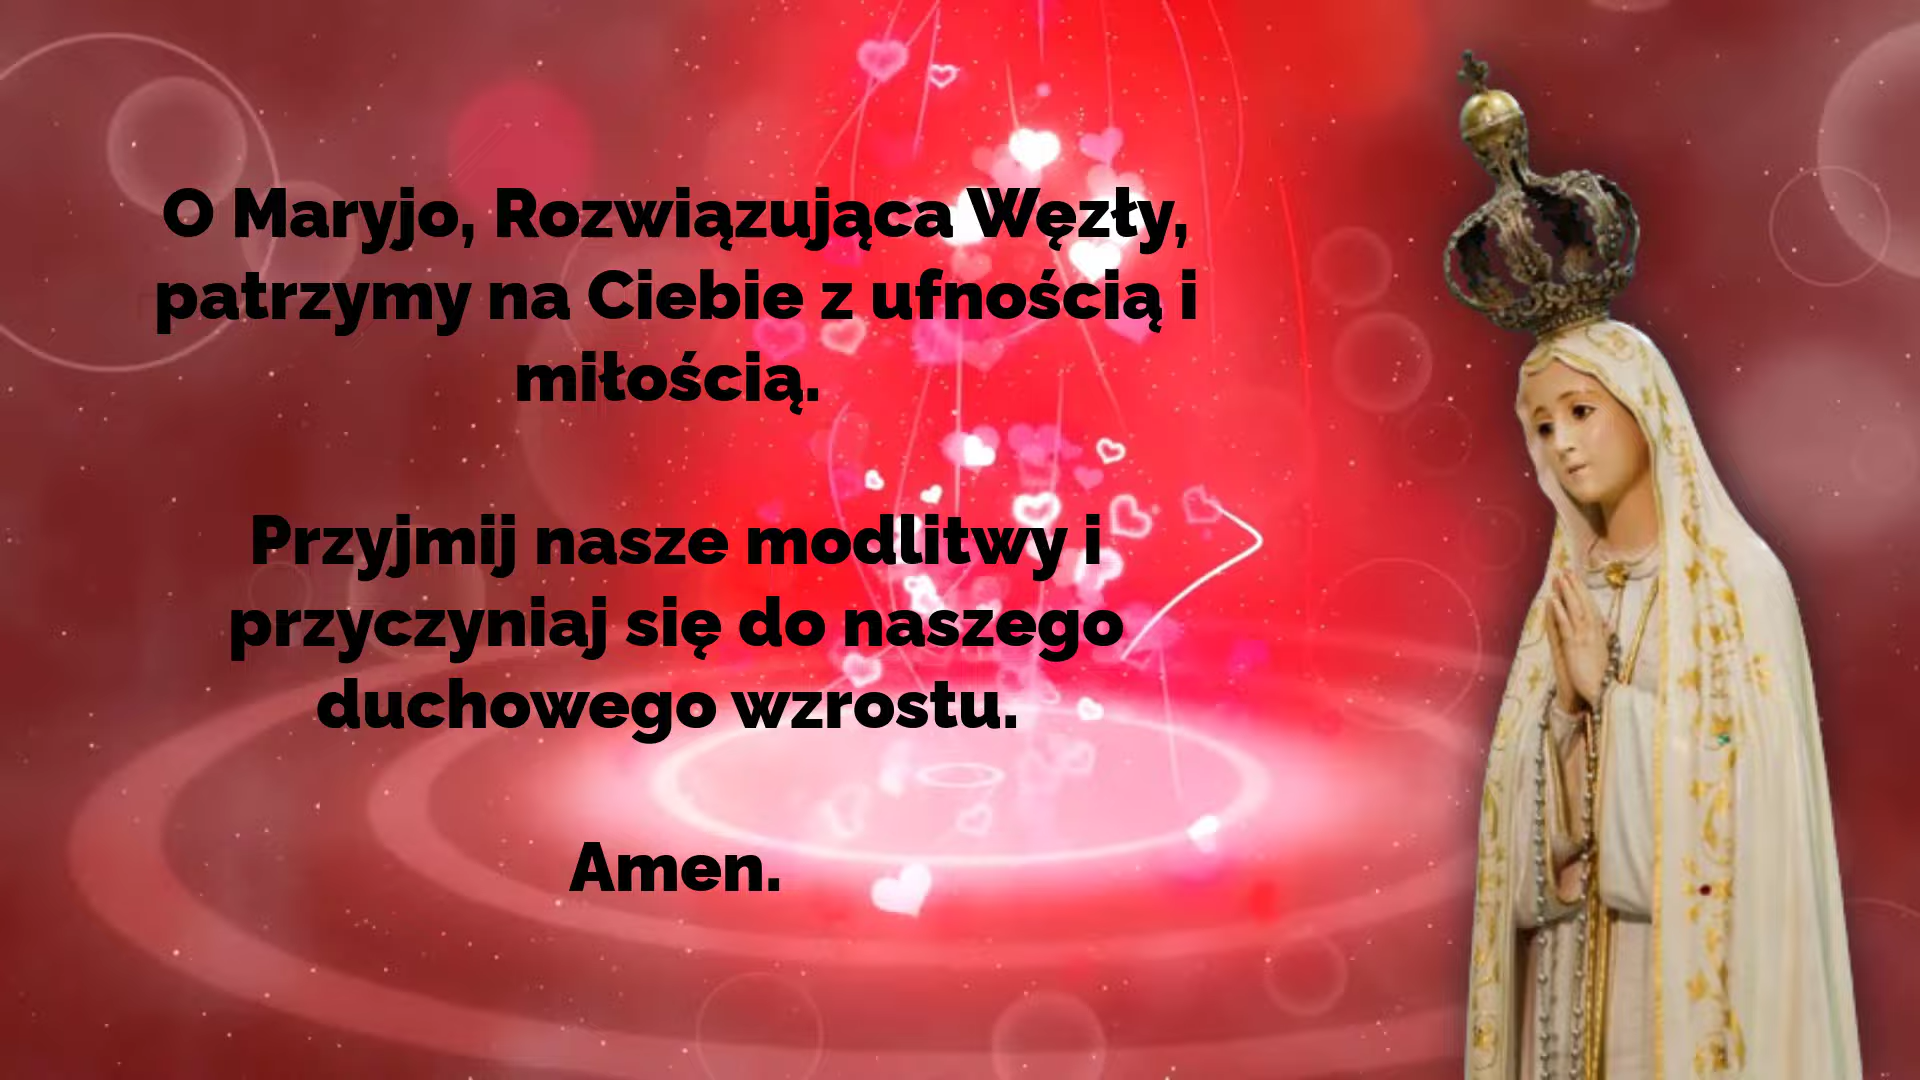 O Maryjo, Rozwiązująca Węzły,
patrzymy na Ciebie z ufnością i
miłością.
Przyjmij nasze modlitwy i
przyczyniaj się do naszego
duchowego wzrostu.
Amen.